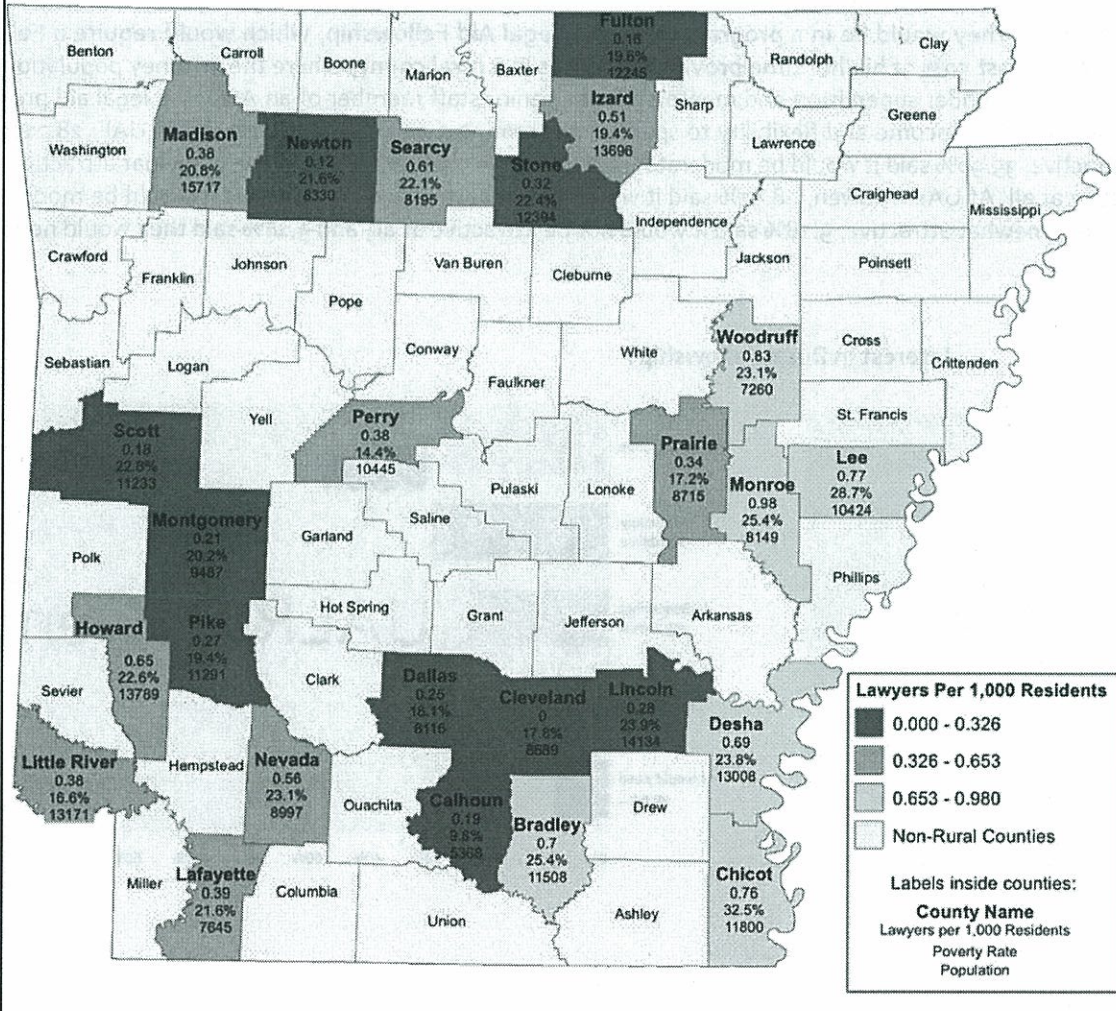 Fulton
0.16
19.6%
12245
Benton
Carroll
Boone
Marion
Baxter
Randolph
Clay
Izard
0.51
19.4%
13696
Sharp
Greene
Lawrence
Washington
Madison
0.38
20.8%
15717
Newton
0.12
21.6%
8330
Searcy
0.61
22.1%
8195
Stone
0.32
22.4%
12394
Independence
Craighead
Mississippi
Crawford
Franklin
Johnson
Pope
Van Buren
Cleburne
Jackson
Poinsett
Sebastian
Logan
Conway
Faulkner
White
Woodruff
0.83
23.1%
7260
Cross
Crittenden
St. Francis
Scott
0.18
22.8%
11233
Yell
Perry
0.38
14.4%
10445
Pulaski
Lonoke
Prairie
0.34
17.2%
8715
Monroe
0.98
25.4%
8149
Lee
0.77
28.7%
10424
Phillips
Montgomery
0.21
20.2%
9487
Polk
Garland
Saline
Hot Spring
Grant
Jefferson
Arkansas
Howard
0.65
22.6%
13789
Pike
0.27
19.4%
11291
Sevier
Clark
Dallas
0.25
18.1%
8116
Cleveland
0
17.8%
8689
Lincoln
0.28
23.9%
14134
Desha
0.69
23.8%
13008
Little River
0.38
16.6%
13171
Hempstead
Nevada
0.56
23.1%
8997
Ouachita
Calhoun
0.19
9.8%
5368
Bradley
0.7
25.4%
11508
Drew
Miller
Lafayette
0.39
21.6%
7645
Columbia
Union
Ashley
Chicot
0.76
32.5%
11800
Lawyers Per 1,000 Residents
0.000 - 0.326
0.326 - 0.653
0.653 - 0.980
Non-Rural Counties
Labels inside counties:
County Name
Lawyers per 1,000 Residents
Poverty Rate
Population